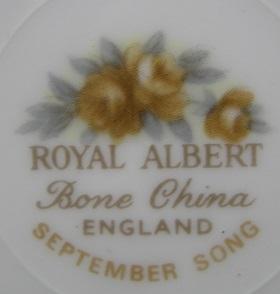 ROYAL ALBERT
Bone China
ENGLAND
SEPTEMBER SONG